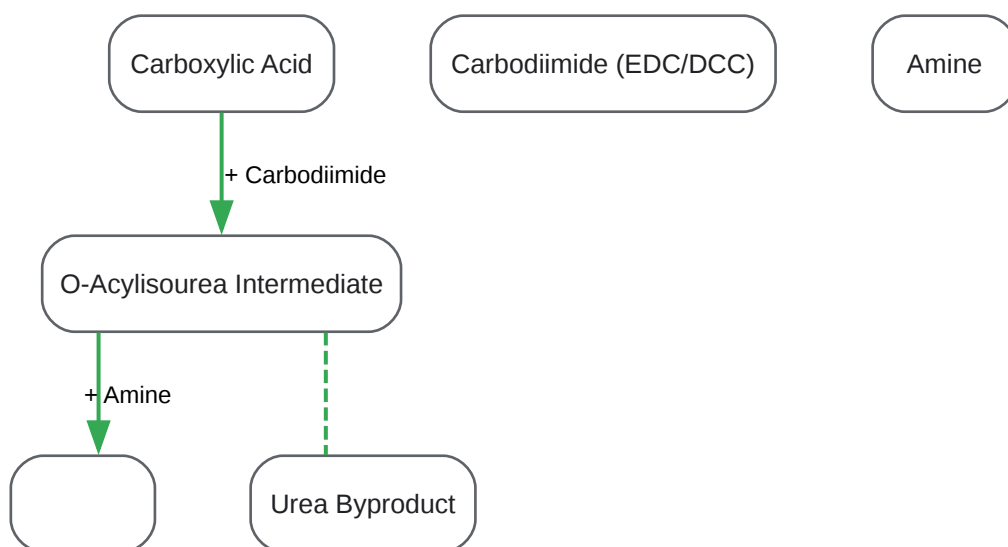 Carboxylic Acid
Carbodiimide (EDC/DCC)
Amine
+ Carbodiimide
O-Acylisourea Intermediate
+ Amine
Urea Byproduct